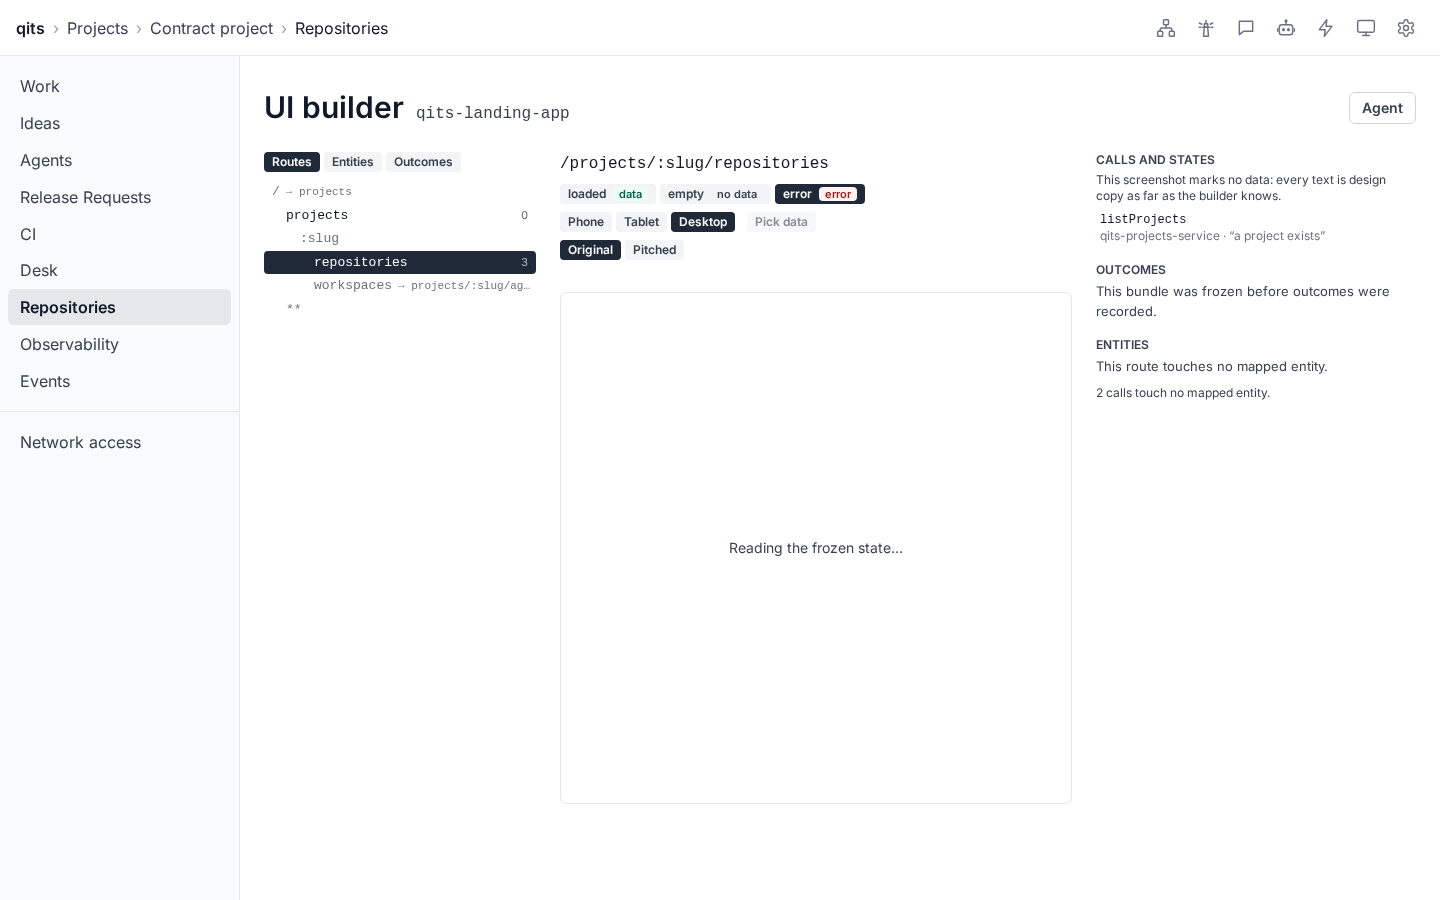 qits › Projects › Contract project › Repositories
Work
Ideas
Agents
Release Requests
CI
Desk
Repositories
Observability
Events
Network access
UI builder qits-landing-app
Agent
Routes Entities Outcomes
/ → projects
projects 0
:slug
repositories 3
workspaces → projects/:slug/ag…
**
/projects/:slug/repositories
loaded data empty no data error error
Phone Tablet Desktop Pick data
Original Pitched
Reading the frozen state…
CALLS AND STATES
This screenshot marks no data: every text is design
copy as far as the builder knows.
listProjects
qits-projects-service · “a project exists”
OUTCOMES
This bundle was frozen before outcomes were
recorded.
ENTITIES
This route touches no mapped entity.
2 calls touch no mapped entity.